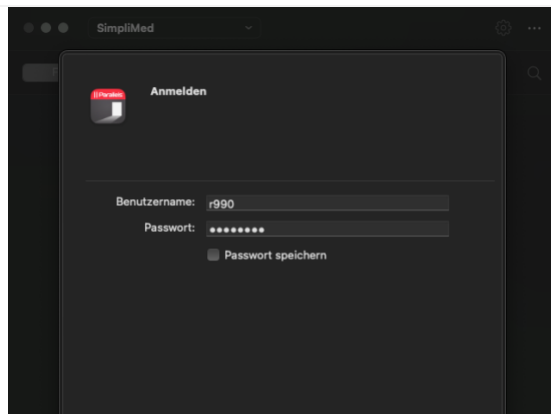 SimpliMed
Anmelden
|| Parallels
Benutzername: r990
Passwort: ••••••••
Passwort speichern